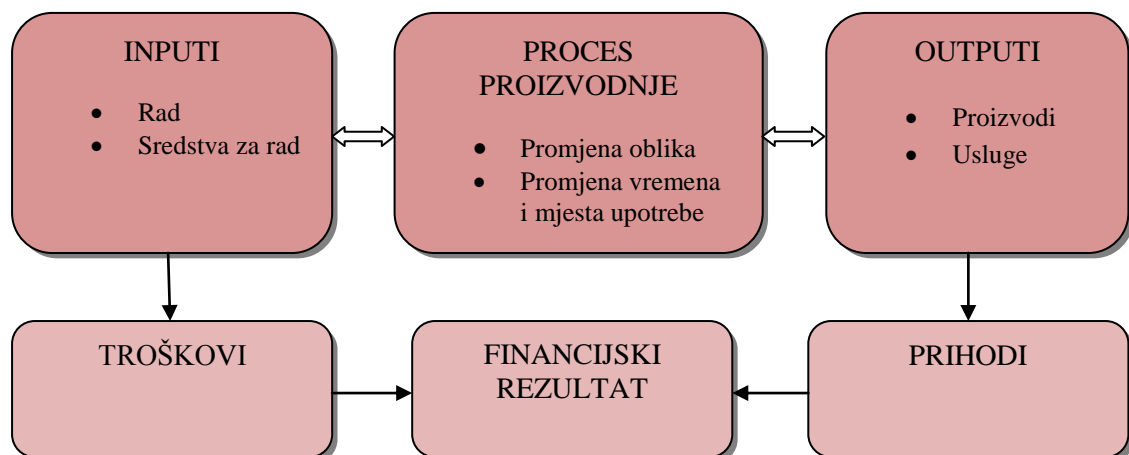 INPUTI
• Rad
• Sredstva za rad
PROCES
PROIZVODNJE
• Promjena oblika
• Promjena vremena
i mjesta upotrebe
OUTPUTI
• Proizvodi
• Usluge
TROŠKOVI
FINANCIJSKI
REZULTAT
PRIHODI